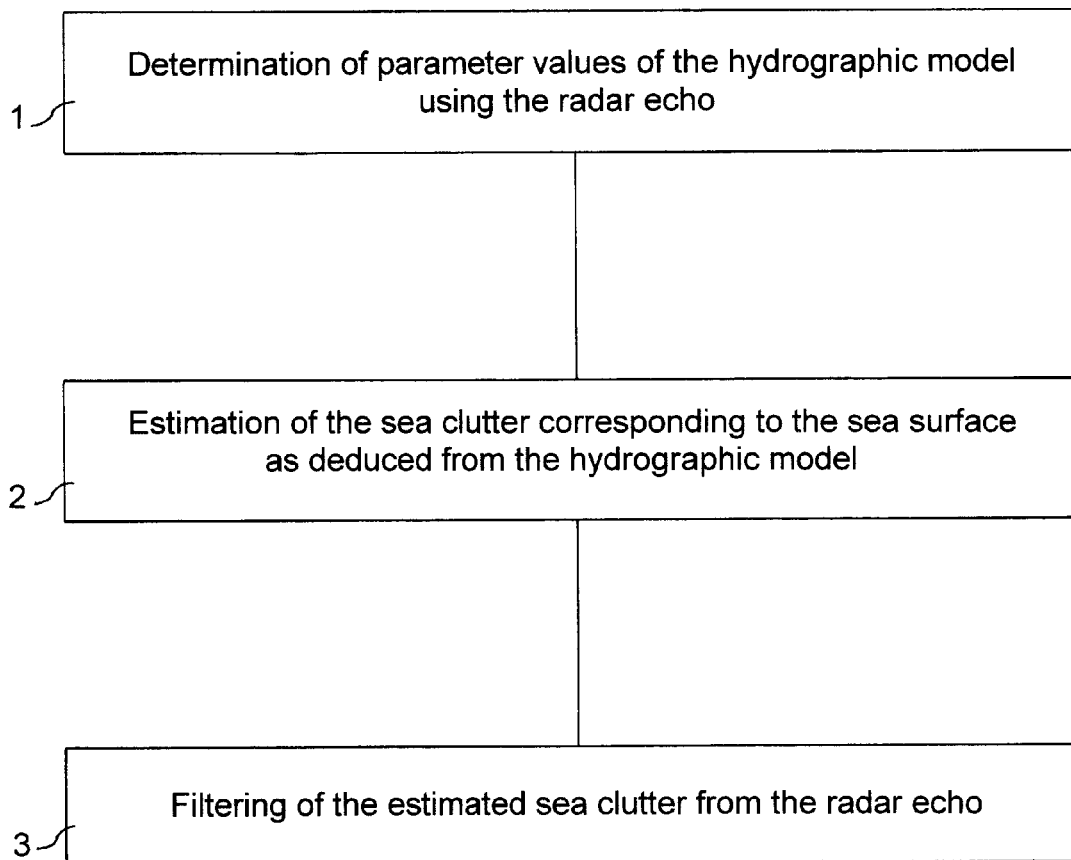 Determination of parameter values of the hydrographic model
using the radar echo
1
Estimation of the sea clutter corresponding to the sea surface
as deduced from the hydrographic model
2
Filtering of the estimated sea clutter from the radar echo
3